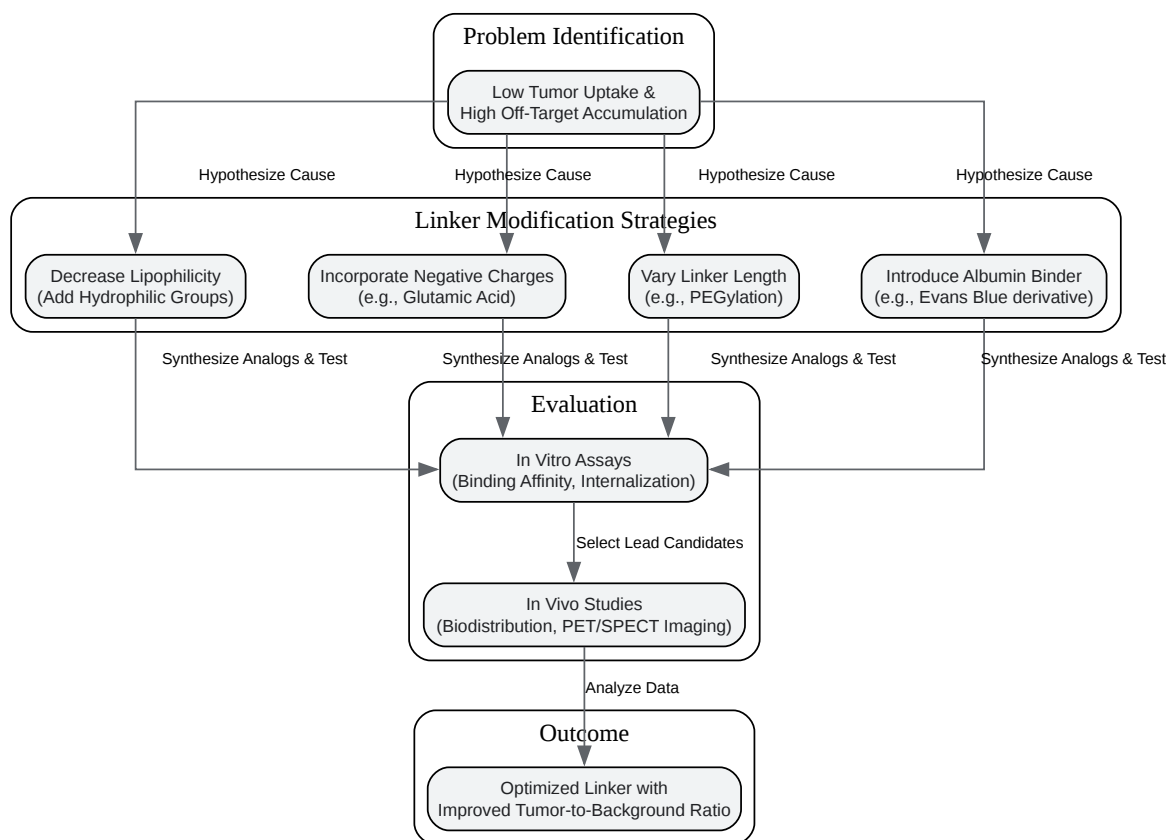 Problem Identification
Low Tumor Uptake &
High Off-Target Accumulation
Hypothesize Cause
Hypothesize Cause
Hypothesize Cause
Hypothesize Cause
Linker Modification Strategies
Decrease Lipophilicity
(Add Hydrophilic Groups)
Incorporate Negative Charges
(e.g., Glutamic Acid)
Vary Linker Length
(e.g., PEGylation)
Introduce Albumin Binder
(e.g., Evans Blue derivative)
Synthesize Analogs & Test
Synthesize Analogs & Test
Synthesize Analogs & Test
Synthesize Analogs & Test
Evaluation
In Vitro Assays
(Binding Affinity, Internalization)
Select Lead Candidates
In Vivo Studies
(Biodistribution, PET/SPECT Imaging)
Analyze Data
Outcome
Optimized Linker with
Improved Tumor-to-Background Ratio